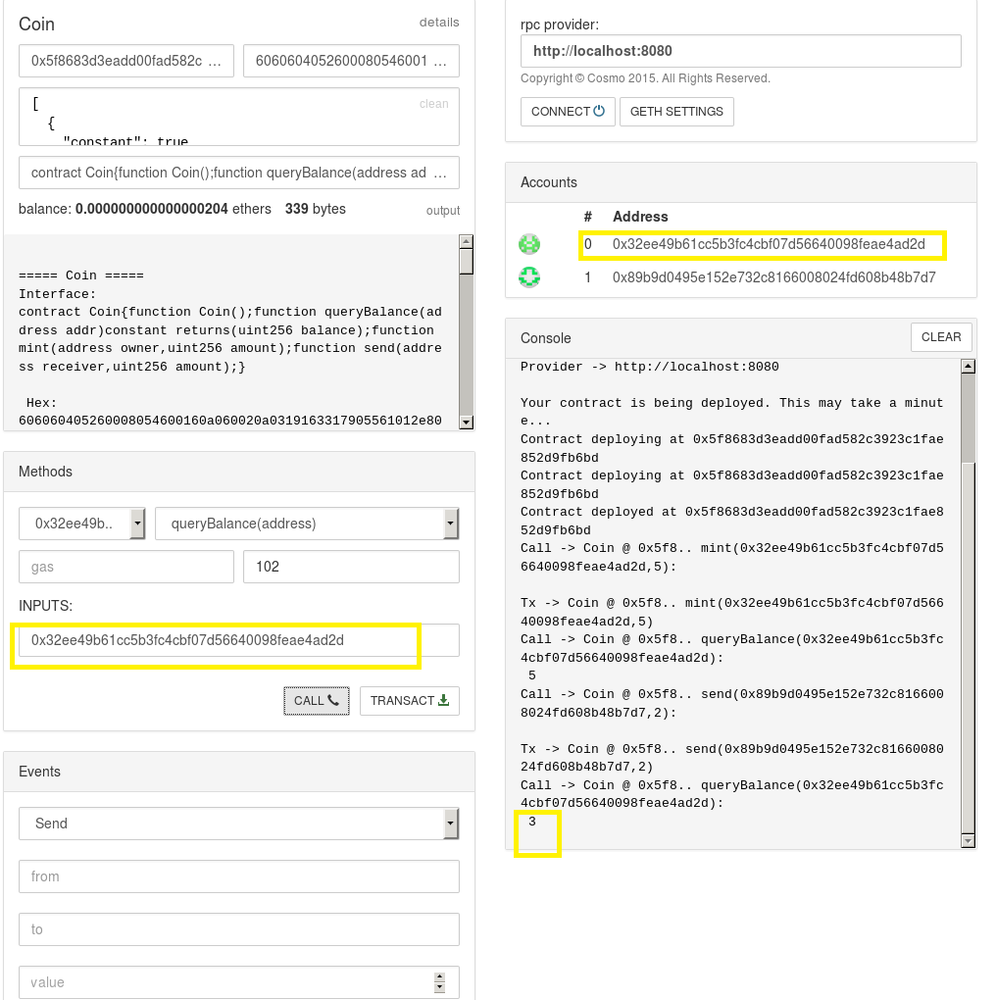 Coin
details
0x5f8683d3eadd00fad582c ...
6060604052600080546001 ...
[
clean
{
"constant": true
contract Coin{function Coin();function queryBalance(address ad ...
balance: 0.000000000000000204 ethers 339 bytes
output
===== Coin =====
Interface:
contract Coin{function Coin();function queryBalance(ad
dress addr)constant returns(uint256 balance);function
mint(address owner,uint256 amount);function send(addre
ss receiver,uint256 amount);}
Hex:
606060405260008054600160a060020a0319163317905561012e80
Methods
0x32ee49b..
queryBalance(address)
gas
102
INPUTS:
0x32ee49b61cc5b3fc4cbf07d56640098feae4ad2d
CALL
TRANSACT
Events
Send
from
to
value
rpc provider:
http://localhost:8080
Copyright © Cosmo 2015. All Rights Reserved.
CONNECT
GETH SETTINGS
Accounts
# Address
0 0x32ee49b61cc5b3fc4cbf07d56640098feae4ad2d
1 0x89b9d0495e152e732c8166008024fd608b48b7d7
Console
CLEAR
Provider -> http://localhost:8080
Your contract is being deployed. This may take a minut
e...
Contract deploying at 0x5f8683d3eadd00fad582c3923c1fae
852d9fb6bd
Contract deploying at 0x5f8683d3eadd00fad582c3923c1fae
852d9fb6bd
Contract deployed at 0x5f8683d3eadd00fad582c3923c1fae8
52d9fb6bd
Call -> Coin @ 0x5f8.. mint(0x32ee49b61cc5b3fc4cbf07d5
6640098feae4ad2d,5):
Tx -> Coin @ 0x5f8.. mint(0x32ee49b61cc5b3fc4cbf07d566
40098feae4ad2d,5)
Call -> Coin @ 0x5f8.. queryBalance(0x32ee49b61cc5b3fc
4cbf07d56640098feae4ad2d):
5
Call -> Coin @ 0x5f8.. send(0x89b9d0495e152e732c816600
8024fd608b48b7d7,2):
Tx -> Coin @ 0x5f8.. send(0x89b9d0495e152e732c81660080
24fd608b48b7d7,2)
Call -> Coin @ 0x5f8.. queryBalance(0x32ee49b61cc5b3fc
4cbf07d56640098feae4ad2d):
3